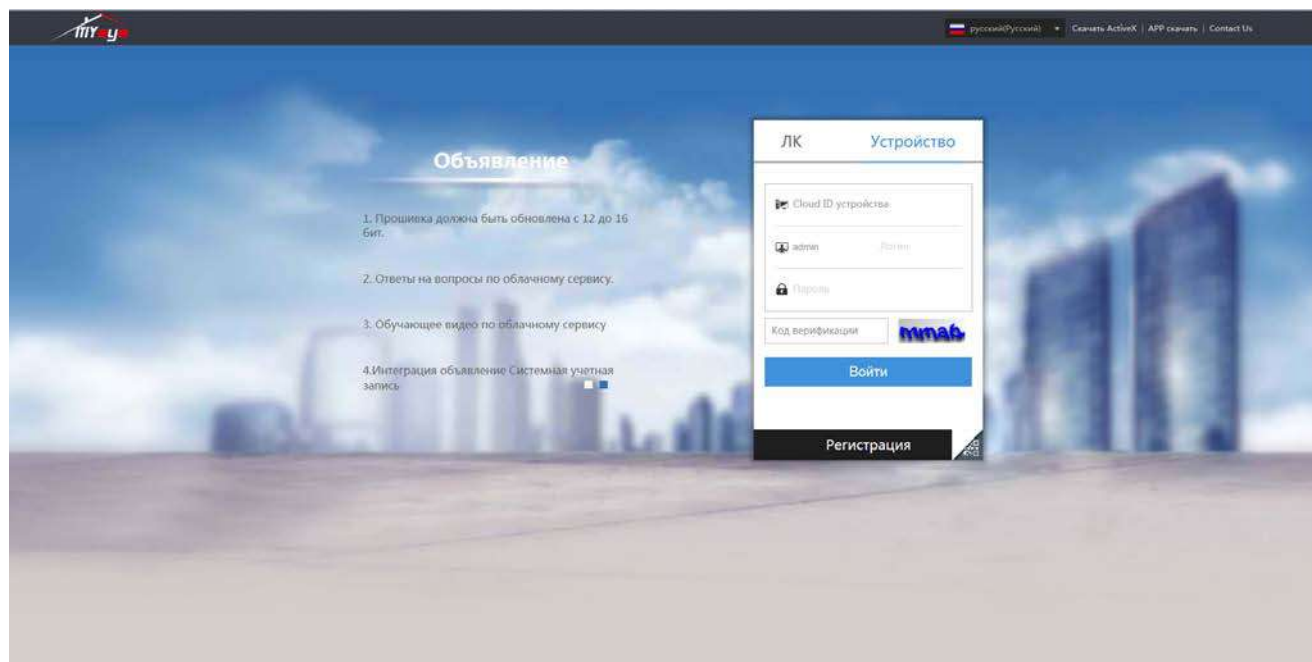 mYeye
русский(Русский)
Скачать ActiveX | APP скачать | Contact Us
Объявление
1. Прошивка должна быть обновлена с 12 до 16
бит.
2. Ответы на вопросы по облачному сервису.
3. Обучающее видео по облачному сервису
4.Интеграция объявление Системная учетная
запись
ЛК
Устройство
Cloud ID устройства
admin
Логин
Пароль
Код верификации
Войти
Регистрация